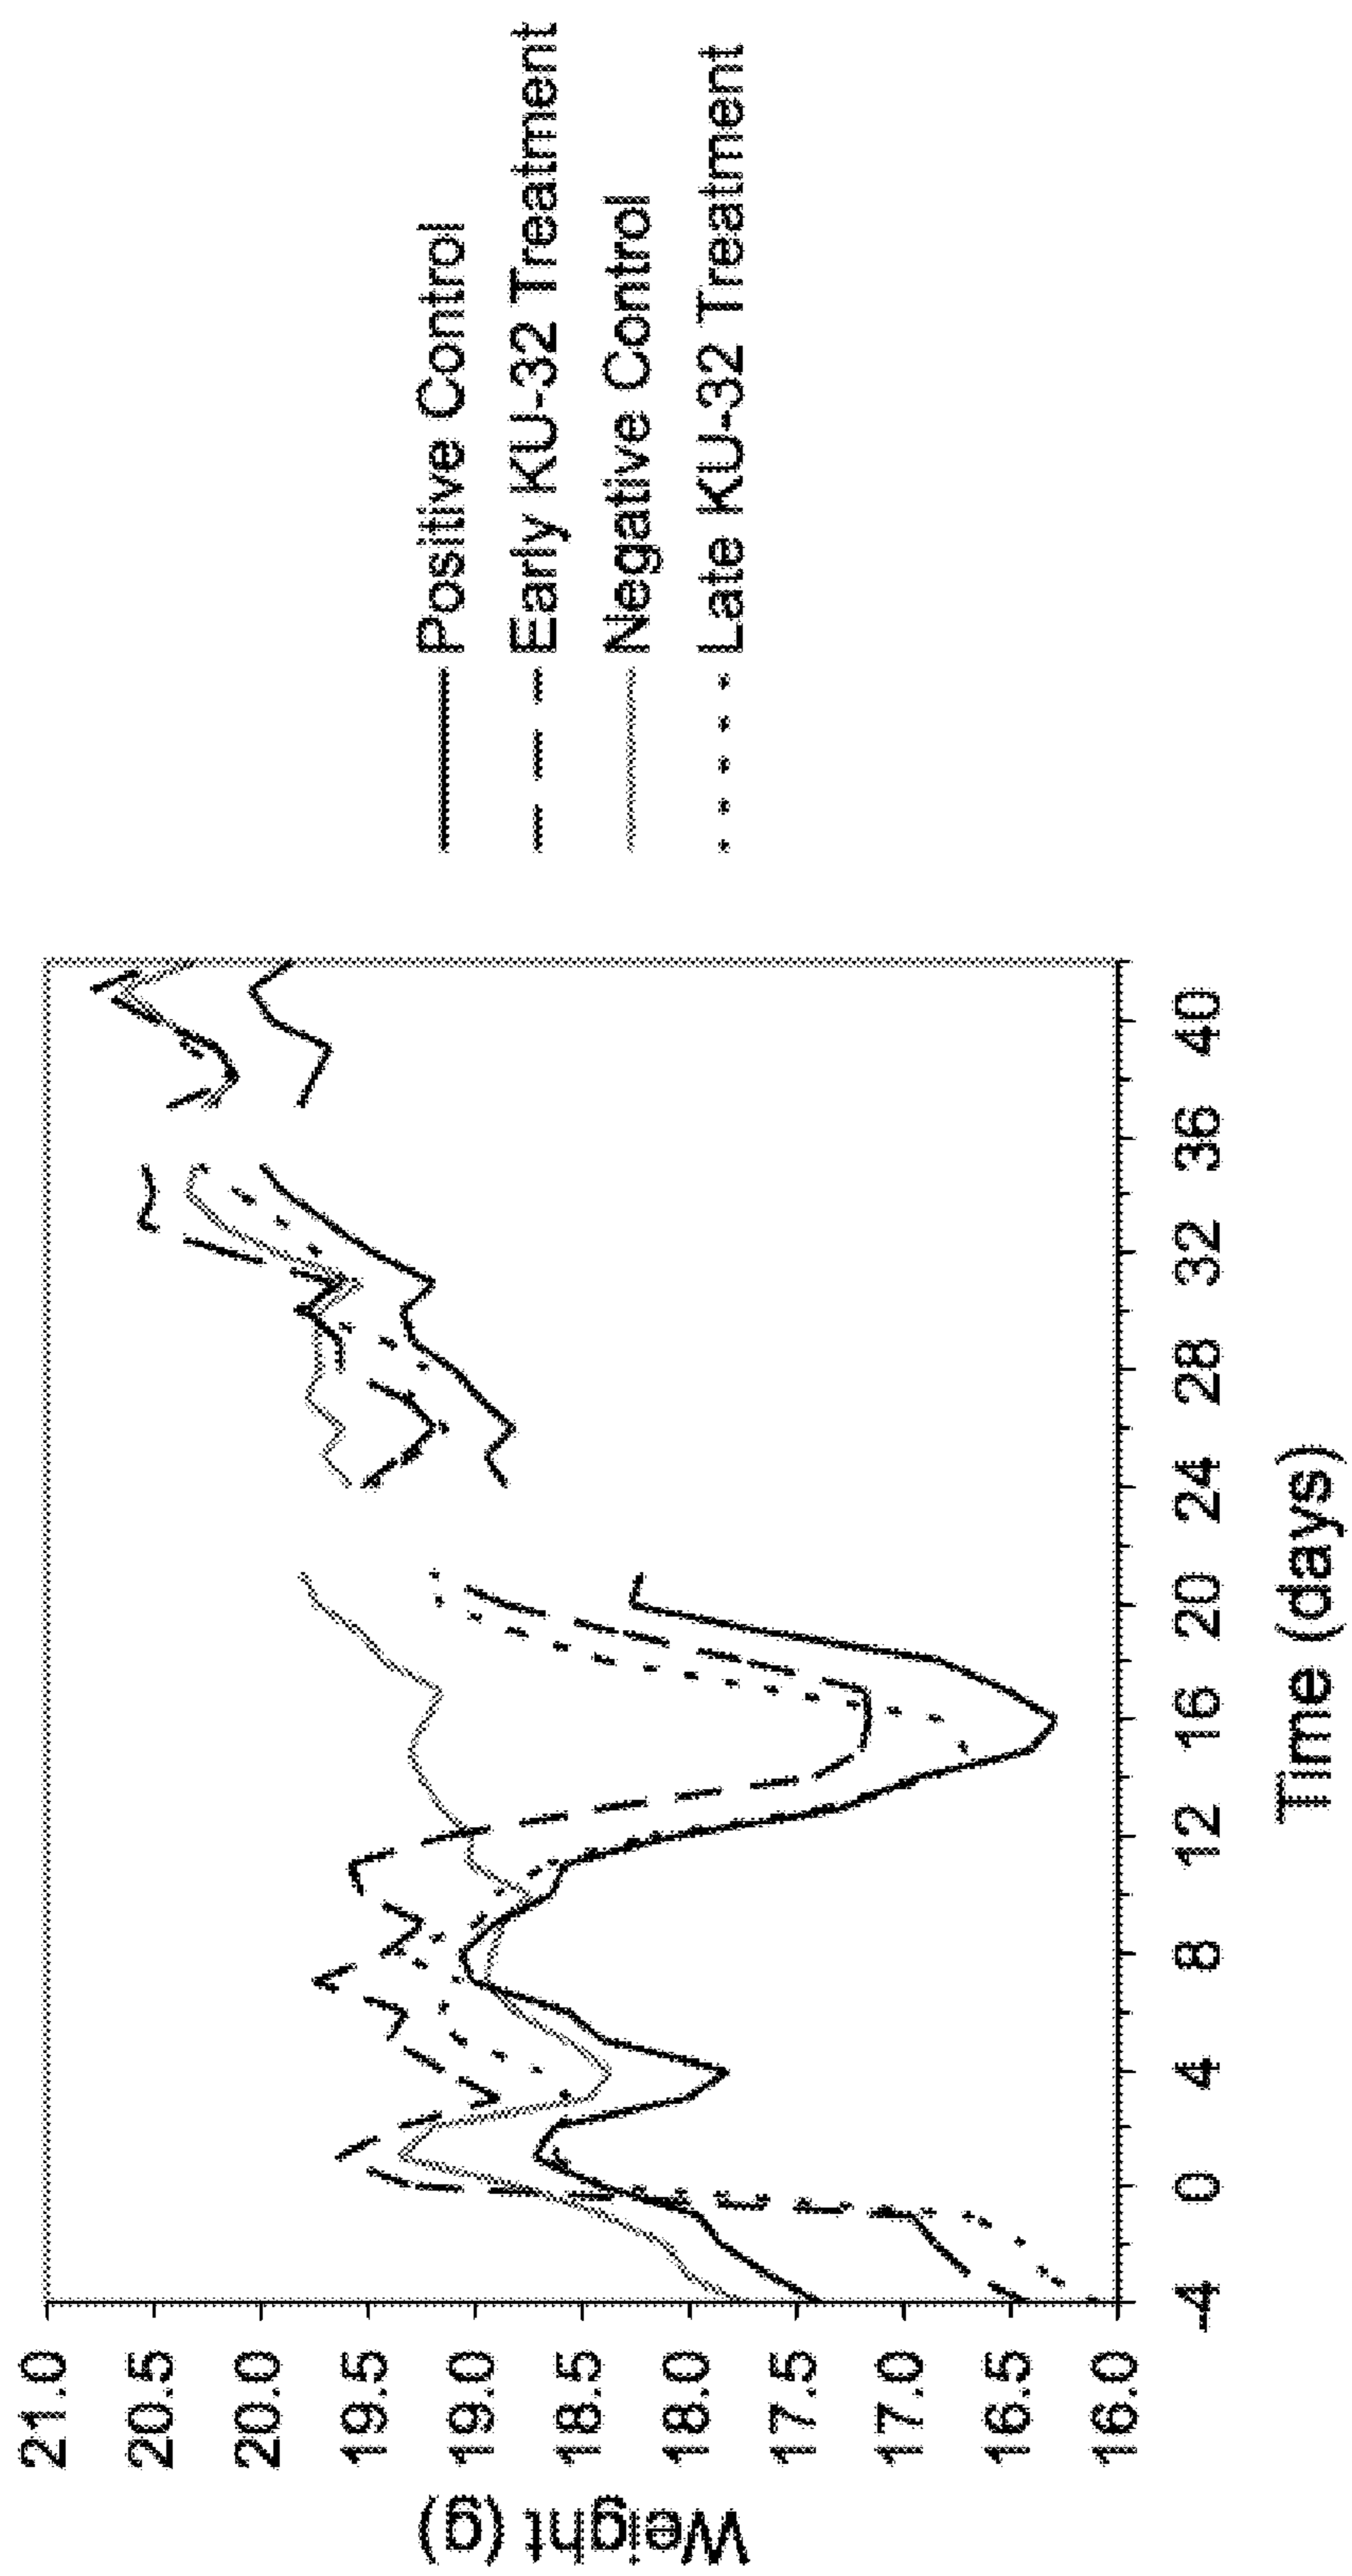 Weight (g)
21.0
20.5
20.0
19.5
19.0
18.5
18.0
17.5
17.0
16.5
16.0
-4 0 4 8 12 16 20 24 28 32 36 40
Time (days)
Positive Control
Early KU-32 Treatment
Negative Control
Late KU-32 Treatment